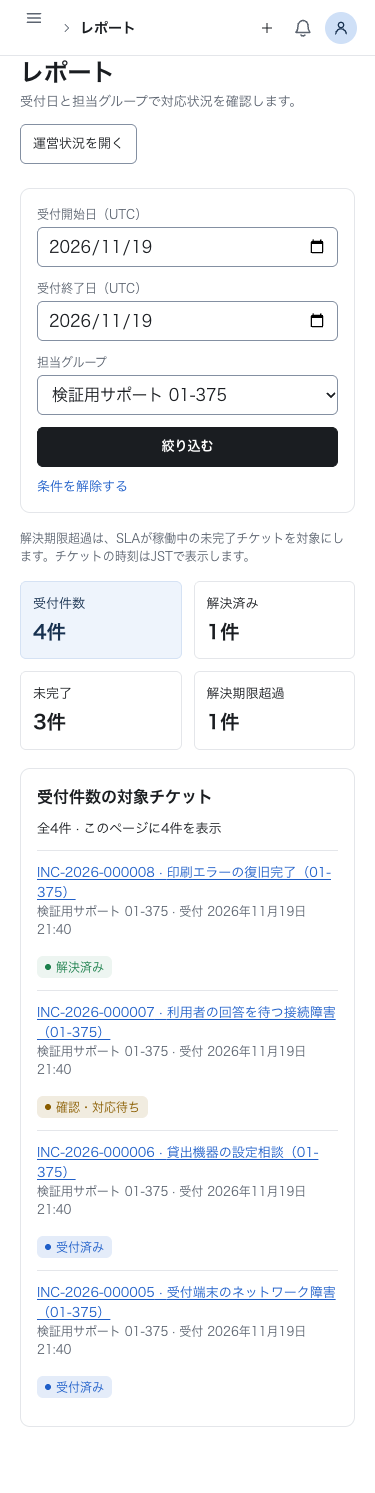 レポート
レポート
受付日と担当グループで対応状況を確認します。
運営状況を開く
受付開始日（UTC）
2026/11/19
受付終了日（UTC）
2026/11/19
担当グループ
検証用サポート 01-375
絞り込む
条件を解除する
解決期限超過は、SLAが稼働中の未完了チケットを対象にし
ます。チケットの時刻はJSTで表示します。
受付件数
4件
解決済み
1件
未完了
3件
解決期限超過
1件
受付件数の対象チケット
全4件 · このページに4件を表示
INC-2026-000008 · 印刷エラーの復旧完了（01-
375）
検証用サポート 01-375 · 受付 2026年11月19日
21:40
解決済み
INC-2026-000007 · 利用者の回答を待つ接続障害
（01-375）
検証用サポート 01-375 · 受付 2026年11月19日
21:40
確認・対応待ち
INC-2026-000006 · 貸出機器の設定相談（01-
375）
検証用サポート 01-375 · 受付 2026年11月19日
21:40
受付済み
INC-2026-000005 · 受付端末のネットワーク障害
（01-375）
検証用サポート 01-375 · 受付 2026年11月19日
21:40
受付済み